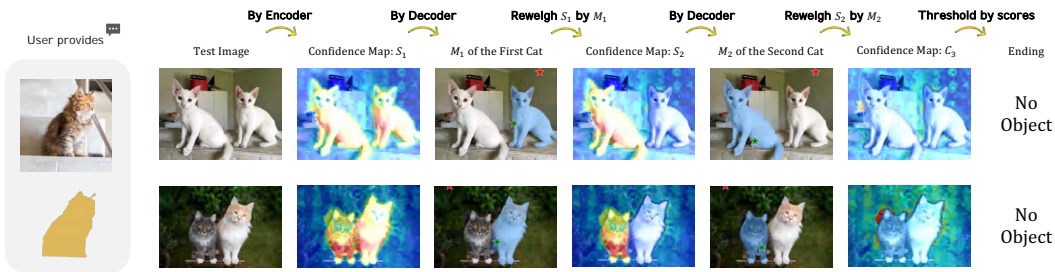 By Encoder
By Decoder
Reweigh S₁ by M₁
By Decoder
Reweigh S₂ by M₂
Threshold by scores
User provides
Test Image
Confidence Map: S₁
M₁ of the First Cat
Confidence Map: S₂
M₂ of the Second Cat
Confidence Map: C₃
Ending
No
Object
No
Object